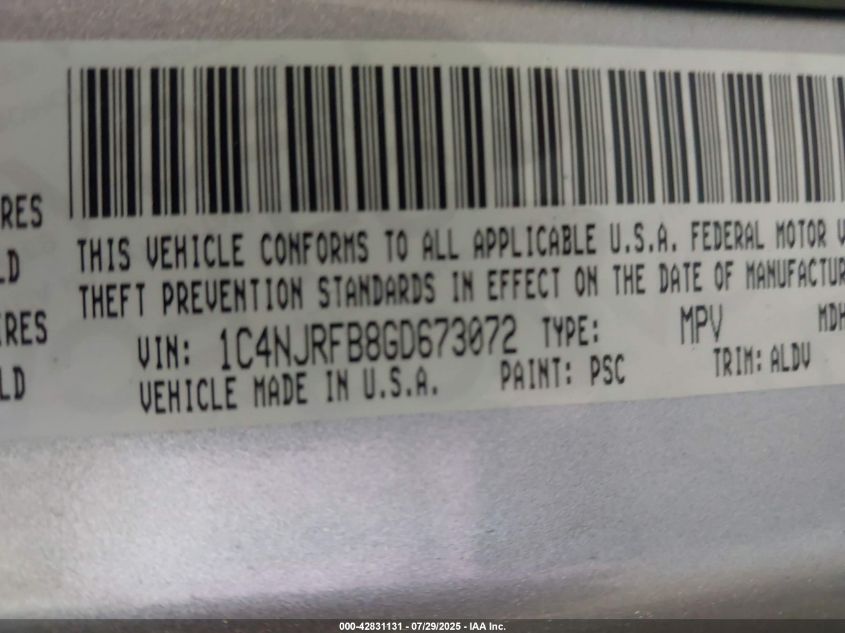 RES
LD
IRES
LD
THIS VEHICLE CONFORMS TO ALL APPLICABLE U.S.A. FEDERAL MOTOR V
THEFT PREVENTION STANDARDS IN EFFECT ON THE DATE OF MANUFACTUR
VIN: 1C4NJRFB8GD673072 TYPE: MPV MDH
VEHICLE MADE IN U.S.A. PAINT: PSC TRIM: ALDV
000-42831131 - 07/29/2025 - IAA Inc.